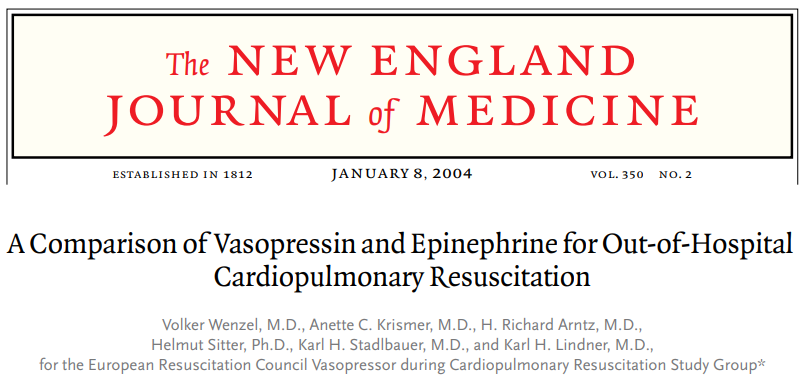 The NEW ENGLAND
JOURNAL of MEDICINE
ESTABLISHED IN 1812 JANUARY 8, 2004 VOL. 350 NO. 2
A Comparison of Vasopressin and Epinephrine for Out-of-Hospital
Cardiopulmonary Resuscitation
Volker Wenzel, M.D., Anette C. Krismer, M.D., H. Richard Arntz, M.D.,
Helmut Sitter, Ph.D., Karl H. Stadlbauer, M.D., and Karl H. Lindner, M.D.,
for the European Resuscitation Council Vasopressor during Cardiopulmonary Resuscitation Study Group*